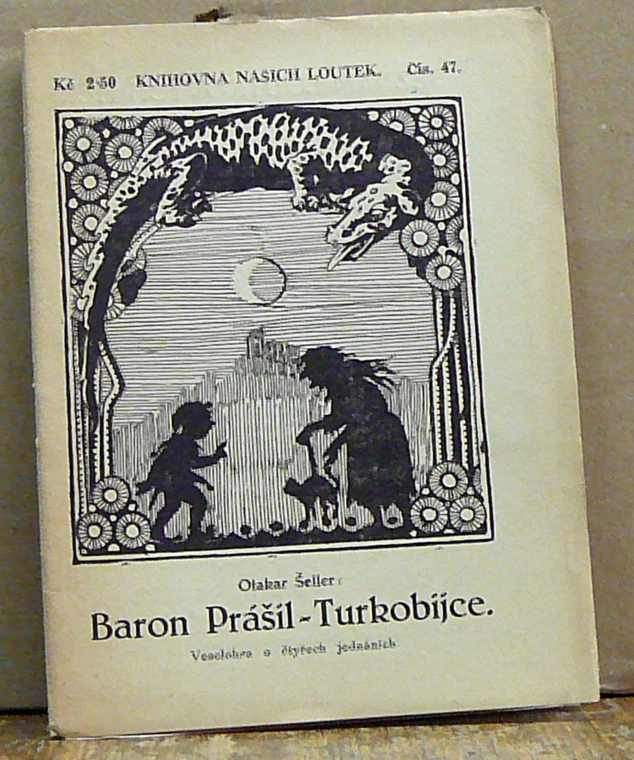 Kč 2·50 KNIHOVNA NAŠICH LOUTEK. Čís. 47.
Otakar Šeller:
Baron Prášil-Turkobijce.
Veselohra o čtyřech jednáních